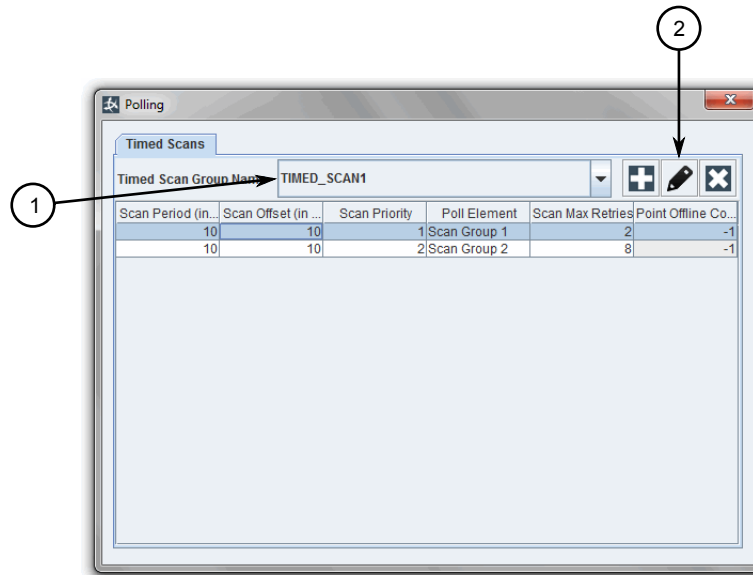 2
Polling
Timed Scans
1
Timed Scan Group Nam TIMED_SCAN1
Scan Period (in... Scan Offset (in ... Scan Priority Poll Element Scan Max Retries Point Offline Co...
10 10 1 Scan Group 1 2 -1
10 10 2 Scan Group 2 8 -1